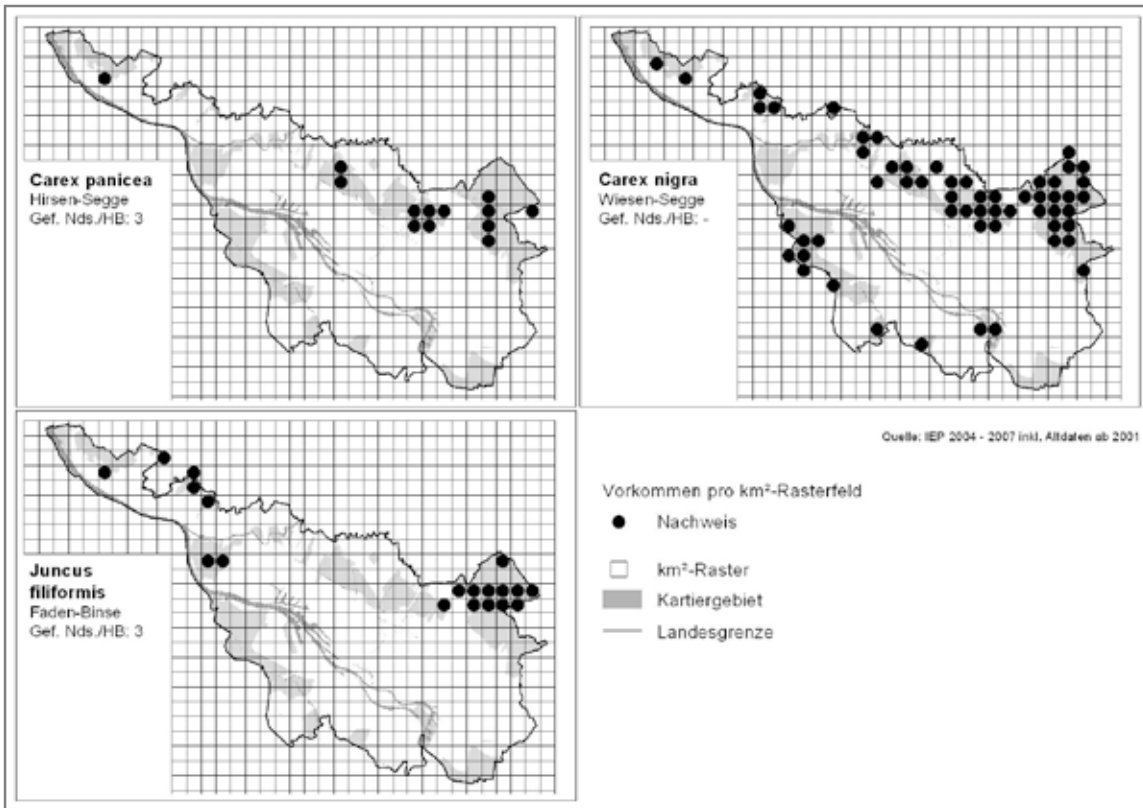 Carex panicea
Hirsen-Segge
Gef. Nds./HB: 3
Carex nigra
Wiesen-Segge
Gef. Nds./HB: -
Juncus
filiformis
Faden-Binse
Gef. Nds./HB: 3
Quelle: IEP 2004 - 2007 inkl. Altdaten ab 2001
Vorkommen pro km²-Rasterfeld
Nachweis
km²-Raster
Kartiergebiet
Landesgrenze